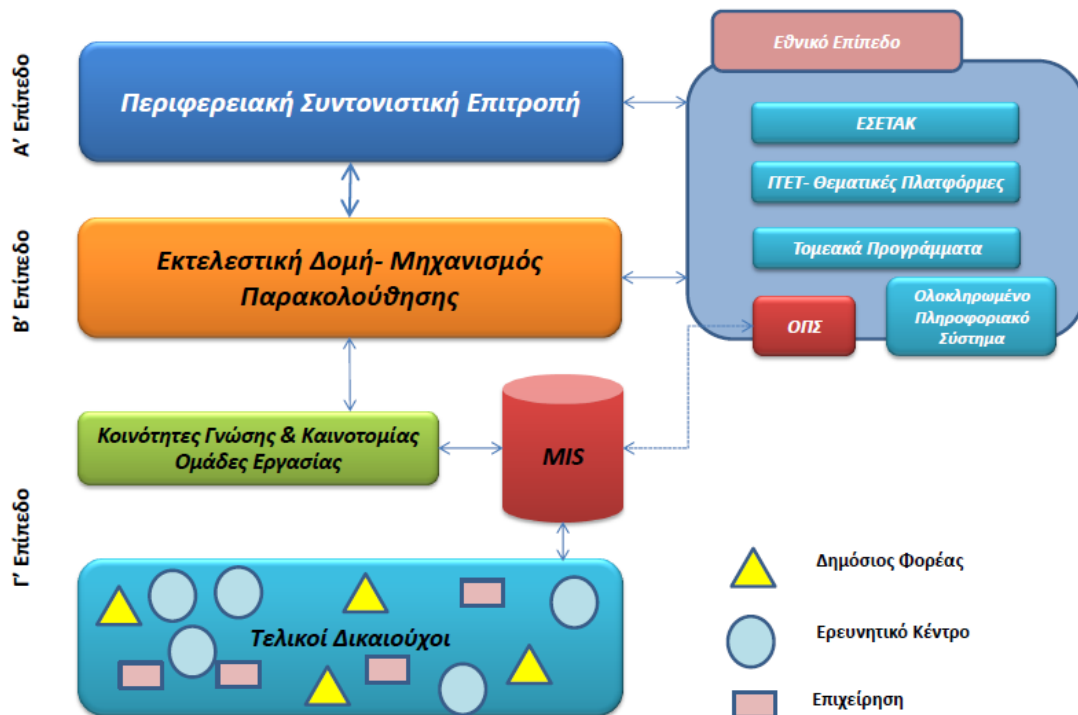 Α’ Επίπεδο
Περιφερειακή Συντονιστική Επιτροπή
Εθνικό Επίπεδο
ΕΣΕΤΑΚ
ΓΓΕΤ- Θεματικές Πλατφόρμες
Τομεακά Προγράμματα
ΟΠΣ
Ολοκληρωμένο
Πληροφοριακό
Σύστημα
Β’ Επίπεδο
Εκτελεστική Δομή- Μηχανισμός
Παρακολούθησης
Γ’ Επίπεδο
Κοινότητες Γνώσης & Καινοτομίας
Ομάδες Εργασίας
MIS
Τελικοί Δικαιούχοι
Δημόσιος Φορέας
Ερευνητικό Κέντρο
Επιχείρηση